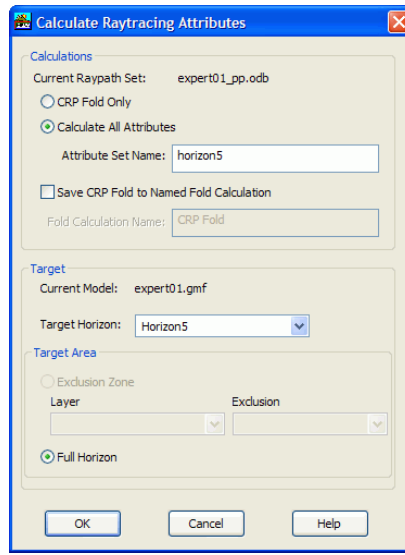 Calculate Raytracing Attributes
Calculations
Current Raypath Set: expert01_pp.odb
CRP Fold Only
Calculate All Attributes
Attribute Set Name: horizon5
Save CRP Fold to Named Fold Calculation
Fold Calculation Name: CRP Fold
Target
Current Model: expert01.gmf
Target Horizon: Horizon5
Target Area
Exclusion Zone
Layer Exclusion
Full Horizon
OK Cancel Help